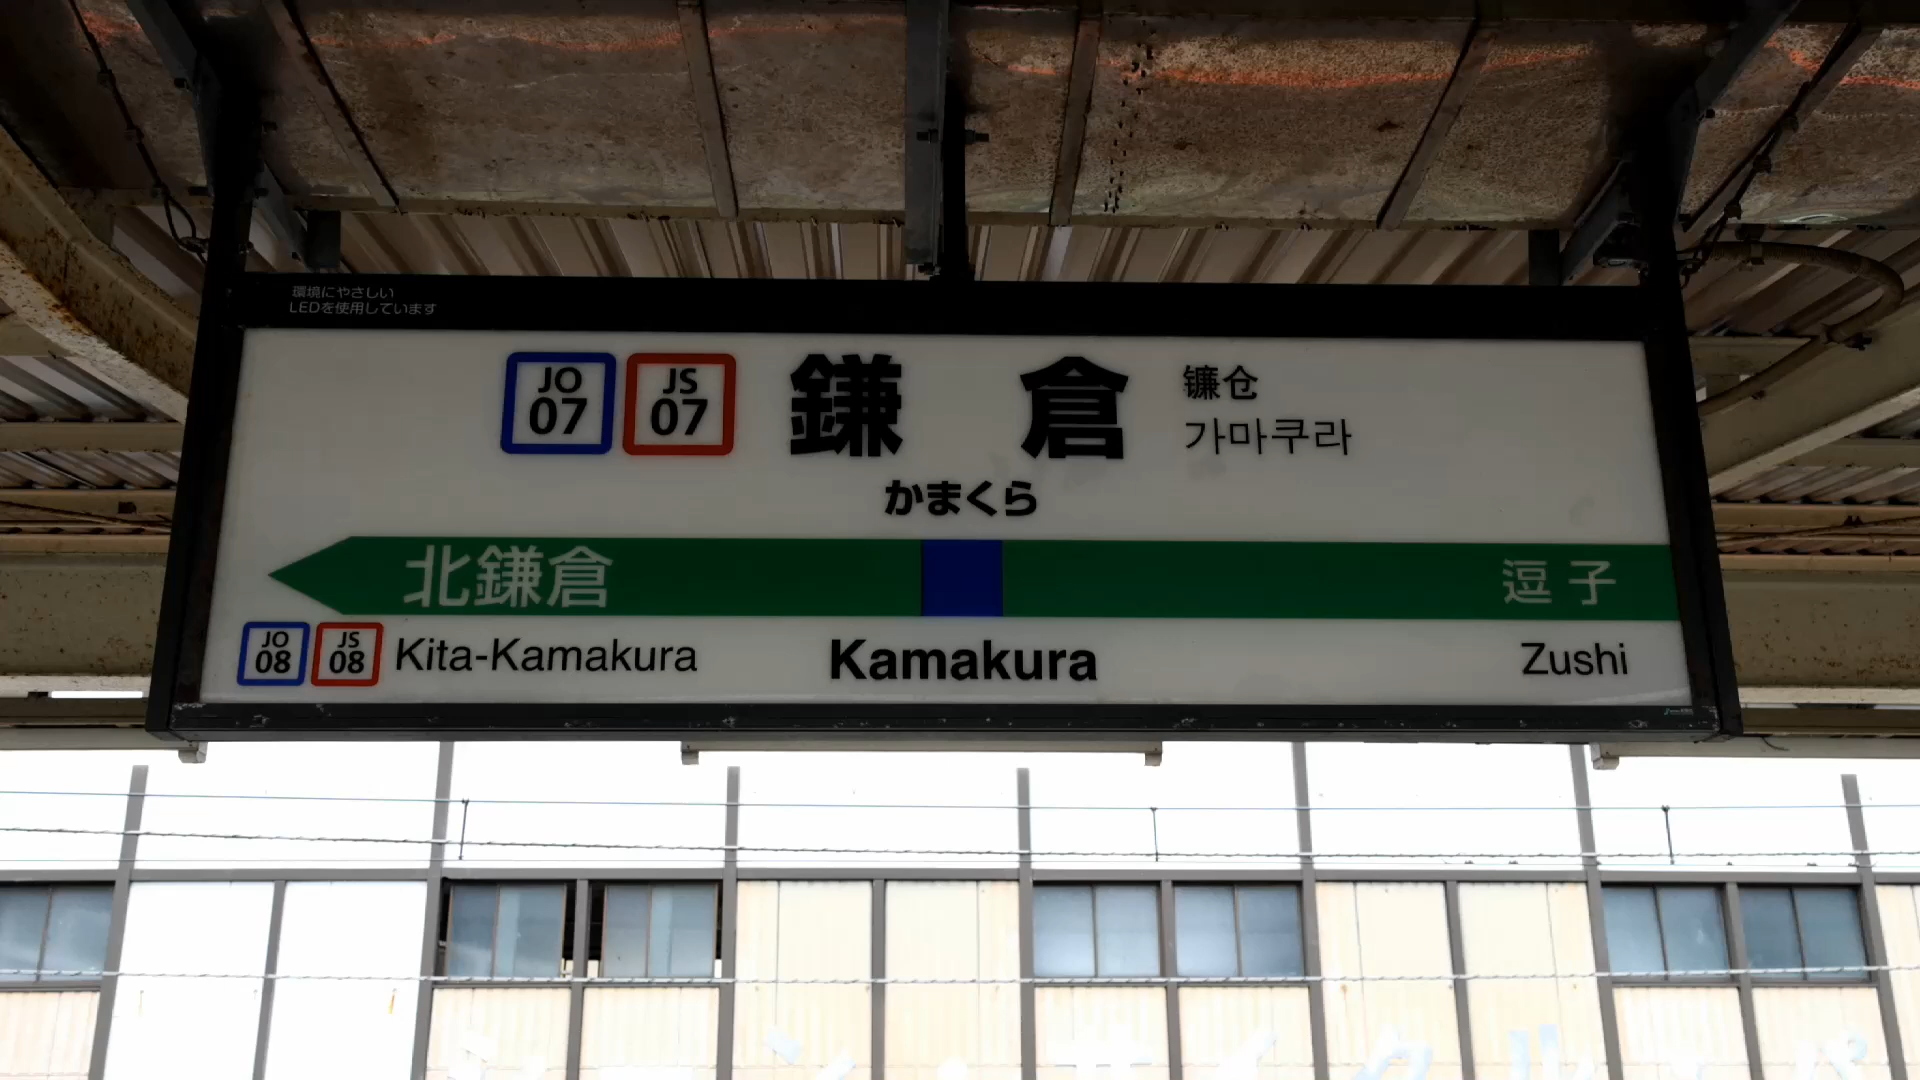 環境にやさしい
LEDを使用しています
JO 07
JS 07
鎌倉
镰仓
가마쿠라
かまくら
北鎌倉
逗子
JO 08
JS 08
Kita-Kamakura
Kamakura
Zushi